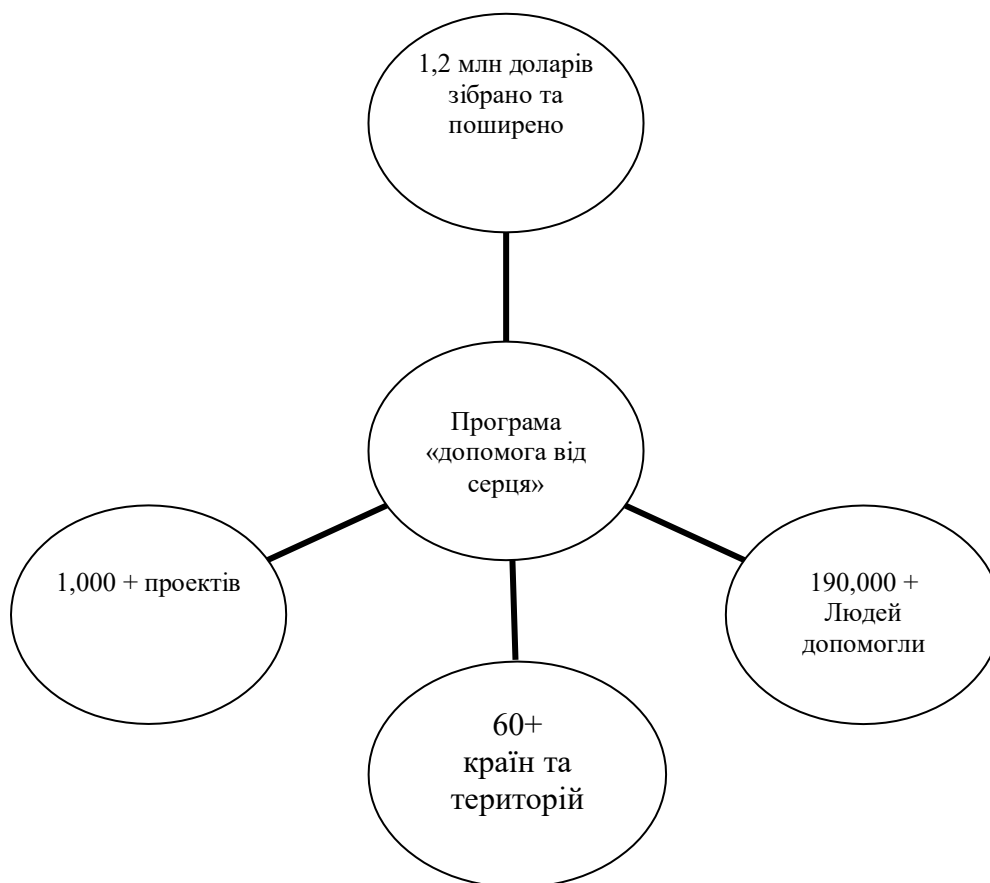 1,2 млн доларів
зібрано та
поширено
Програма
«допомога від
серця»
1,000 + проектів
190,000 +
Людей
допомогли
60+
країн та
територій